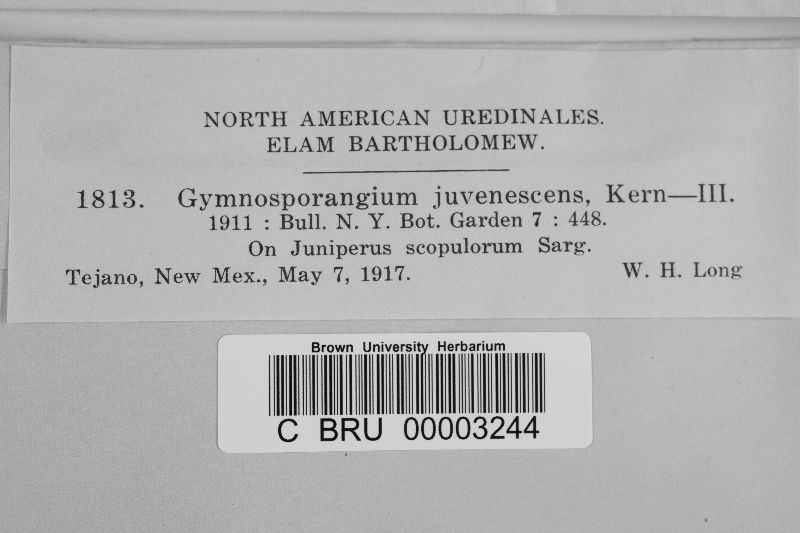 NORTH AMERICAN UREDINALES.
ELAM BARTHOLOMEW.
1813. Gymnosporangium juvenescens, Kern—III.
1911 : Bull. N. Y. Bot. Garden 7 : 448.
On Juniperus scopulorum Sarg.
Tejano, New Mex., May 7, 1917. W. H. Long
Brown University Herbarium
C BRU 00003244